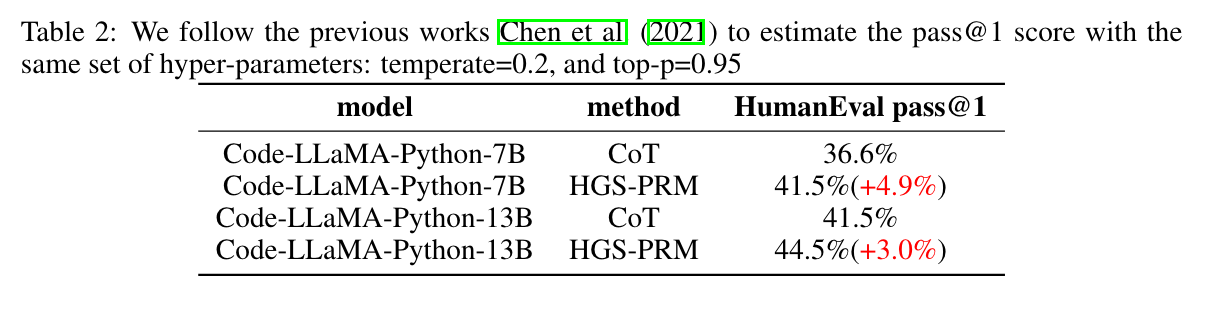 Table 2: We follow the previous works Chen et al (2021) to estimate the pass@1 score with the
same set of hyper-parameters: temperate=0.2, and top-p=0.95
model method HumanEval pass@1
Code-LLaMA-Python-7B CoT 36.6%
Code-LLaMA-Python-7B HGS-PRM 41.5%(+4.9%)
Code-LLaMA-Python-13B CoT 41.5%
Code-LLaMA-Python-13B HGS-PRM 44.5%(+3.0%)